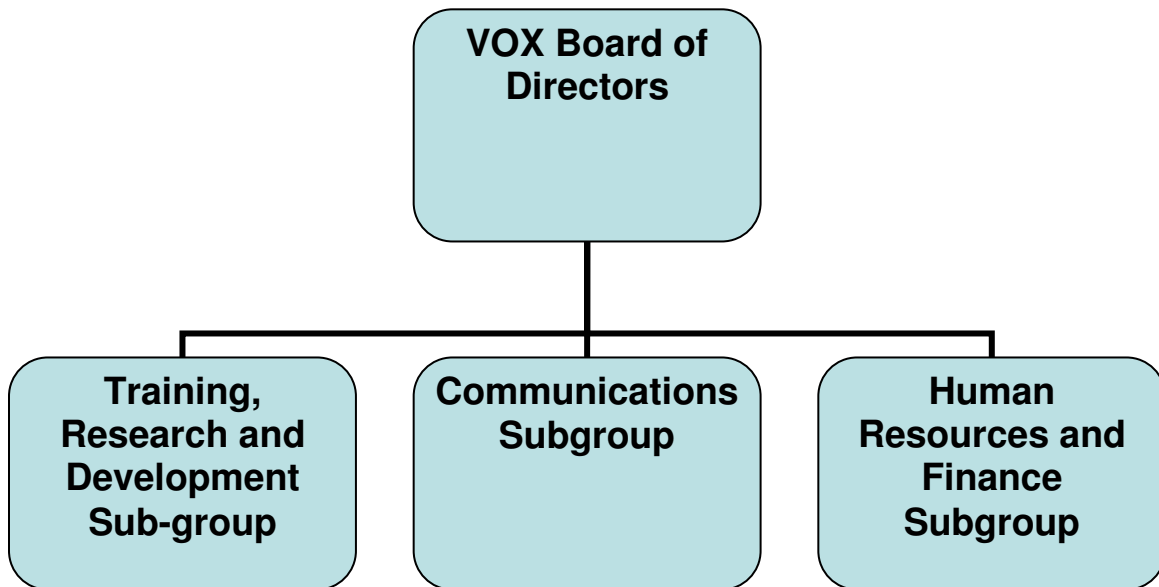 VOX Board of
Directors
Training,
Research and
Development
Sub-group
Communications
Subgroup
Human
Resources and
Finance
Subgroup